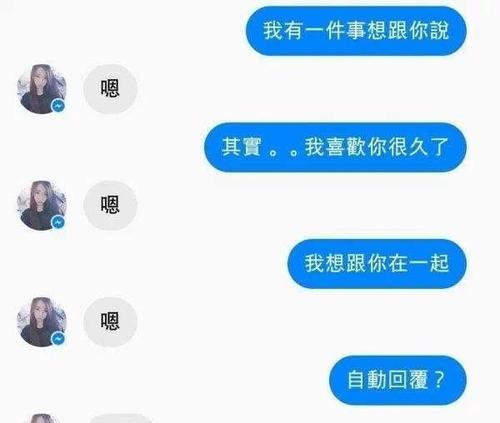 我有一件事想跟你說
嗯
其實。。我喜歡你很久了
嗯
我想跟你在一起
嗯
自動回覆？